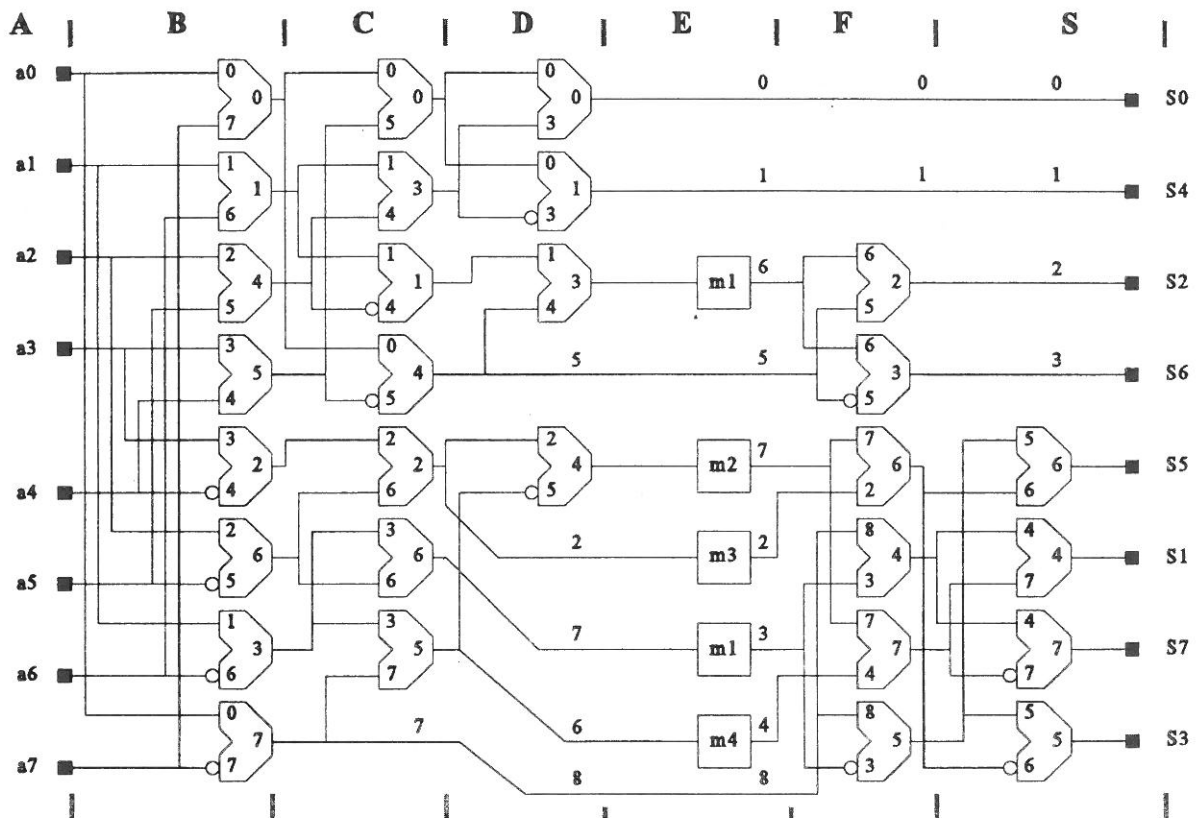 A B C D E F S
a0 0 0 0 0 0 0 0 0 0 S0
7 5 3
a1 1 1 1 3 0 1 1 1 1 S4
6 4 3
a2 2 4 1 1 1 3 m1 6 6 2 2 S2
5 4 4 5
a3 3 5 0 4 5 5 6 3 3 S6
4 5 5
3 2 2 2 2 4 m2 7 7 6 5 6 S5
a4 4 6 5 2 6
2 6 3 6 2 m3 2 8 4 4 4 S1
a5 5 6 3 7
1 3 3 5 7 m1 3 7 7 4 7 S7
a6 6 7 4 7
0 7 7 6 m4 4 8 5 5 5 S3
a7 7 8 8 3 6